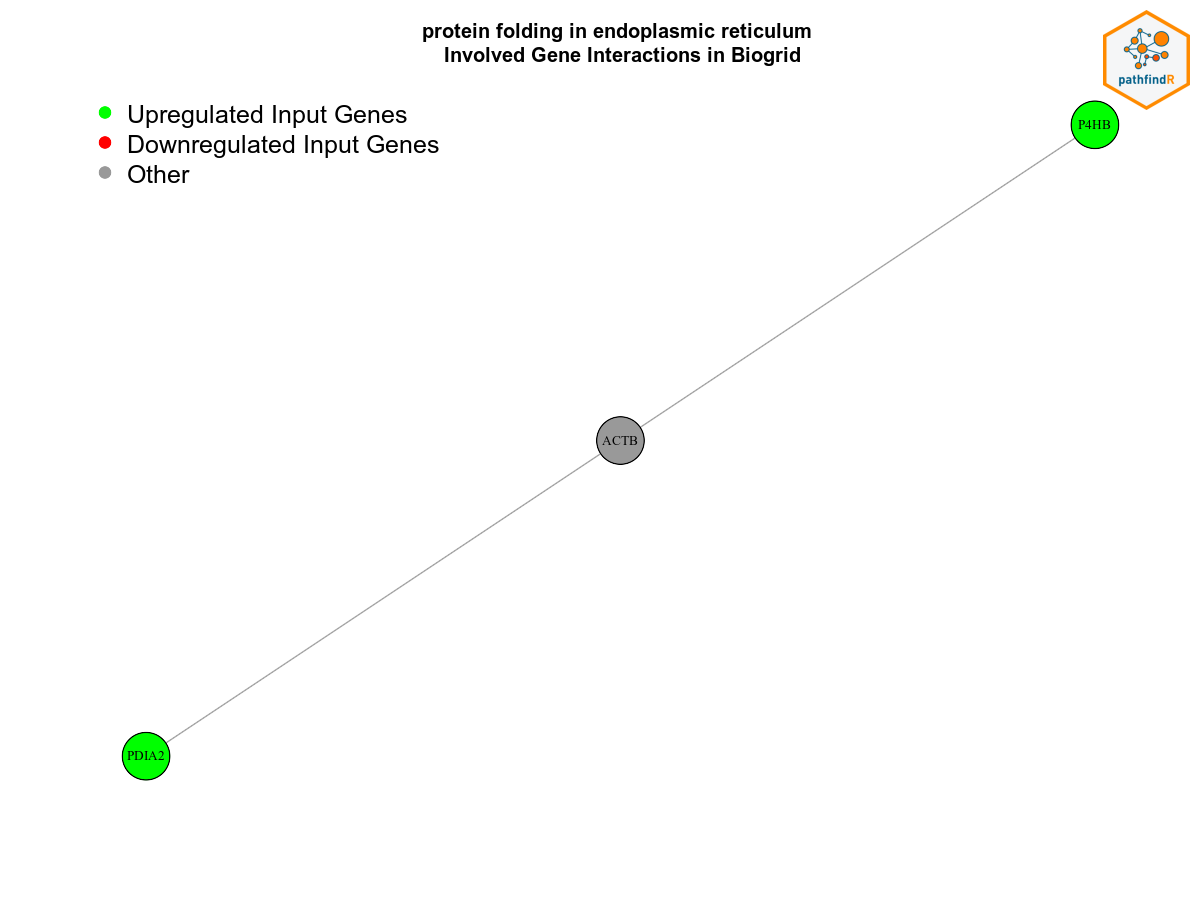 protein folding in endoplasmic reticulum
Involved Gene Interactions in Biogrid
pathfindR
Upregulated Input Genes
Downregulated Input Genes
Other
P4HB
ACTB
PDIA2